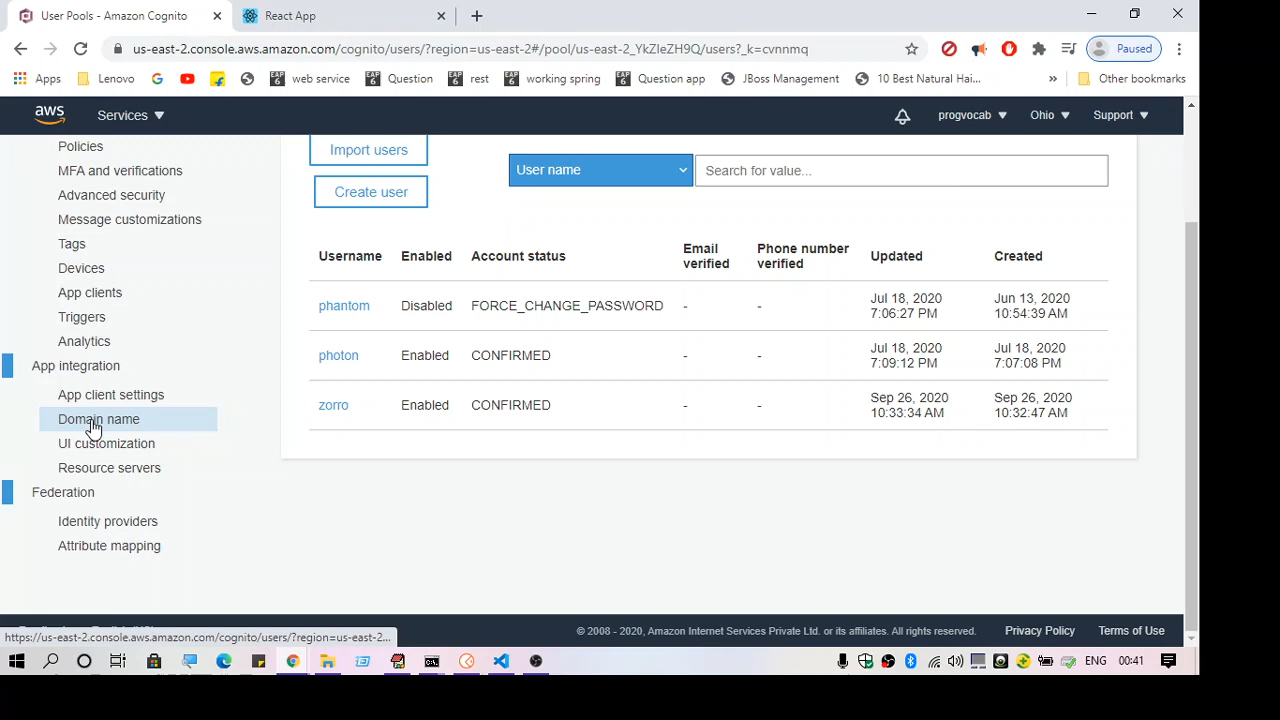 User Pools - Amazon Cognito
React App
us-east-2.console.aws.amazon.com/cognito/users/?region=us-east-2#/pool/us-east-2_YkZleZH9Q/users?_k=cvnnmq
Paused
Apps
Lenovo
web service
Question
rest
working spring
Question app
JBoss Management
10 Best Natural Hai...
»
Other bookmarks
aws
Services
progvocab
Ohio
Support
Policies
MFA and verifications
Advanced security
Message customizations
Tags
Devices
App clients
Triggers
Analytics
App integration
App client settings
Domain name
UI customization
Resource servers
Federation
Identity providers
Attribute mapping
Import users
User name
Search for value...
Create user
Username Enabled Account status Email verified Phone number verified Updated Created
phantom Disabled FORCE_CHANGE_PASSWORD - - Jul 18, 2020 7:06:27 PM Jun 13, 2020 10:54:39 AM
photon Enabled CONFIRMED - - Jul 18, 2020 7:09:12 PM Jul 18, 2020 7:07:08 PM
zorro Enabled CONFIRMED - - Sep 26, 2020 10:33:34 AM Sep 26, 2020 10:32:47 AM
https://us-east-2.console.aws.amazon.com/cognito/users/?region=us-east-2...
© 2008 - 2020, Amazon Internet Services Private Ltd. or its affiliates. All rights reserved.
Privacy Policy
Terms of Use
ENG
00:41